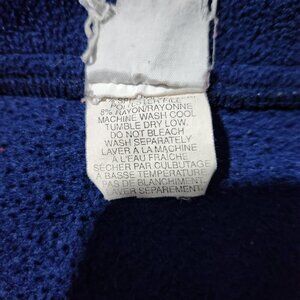 8% RAYON/RAYONNE
MACHINE WASH COOL
TUMBLE DRY LOW.
DO NOT BLEACH
WASH SEPARATELY
LAVER A LA MACHINE
A L'EAU FRAICHE
SÉCHER PAR CULBUTAGE
A BASSE TEMPERATURE
PAS DE BLANCHIMENT.
LAVER SEPAREMENT.